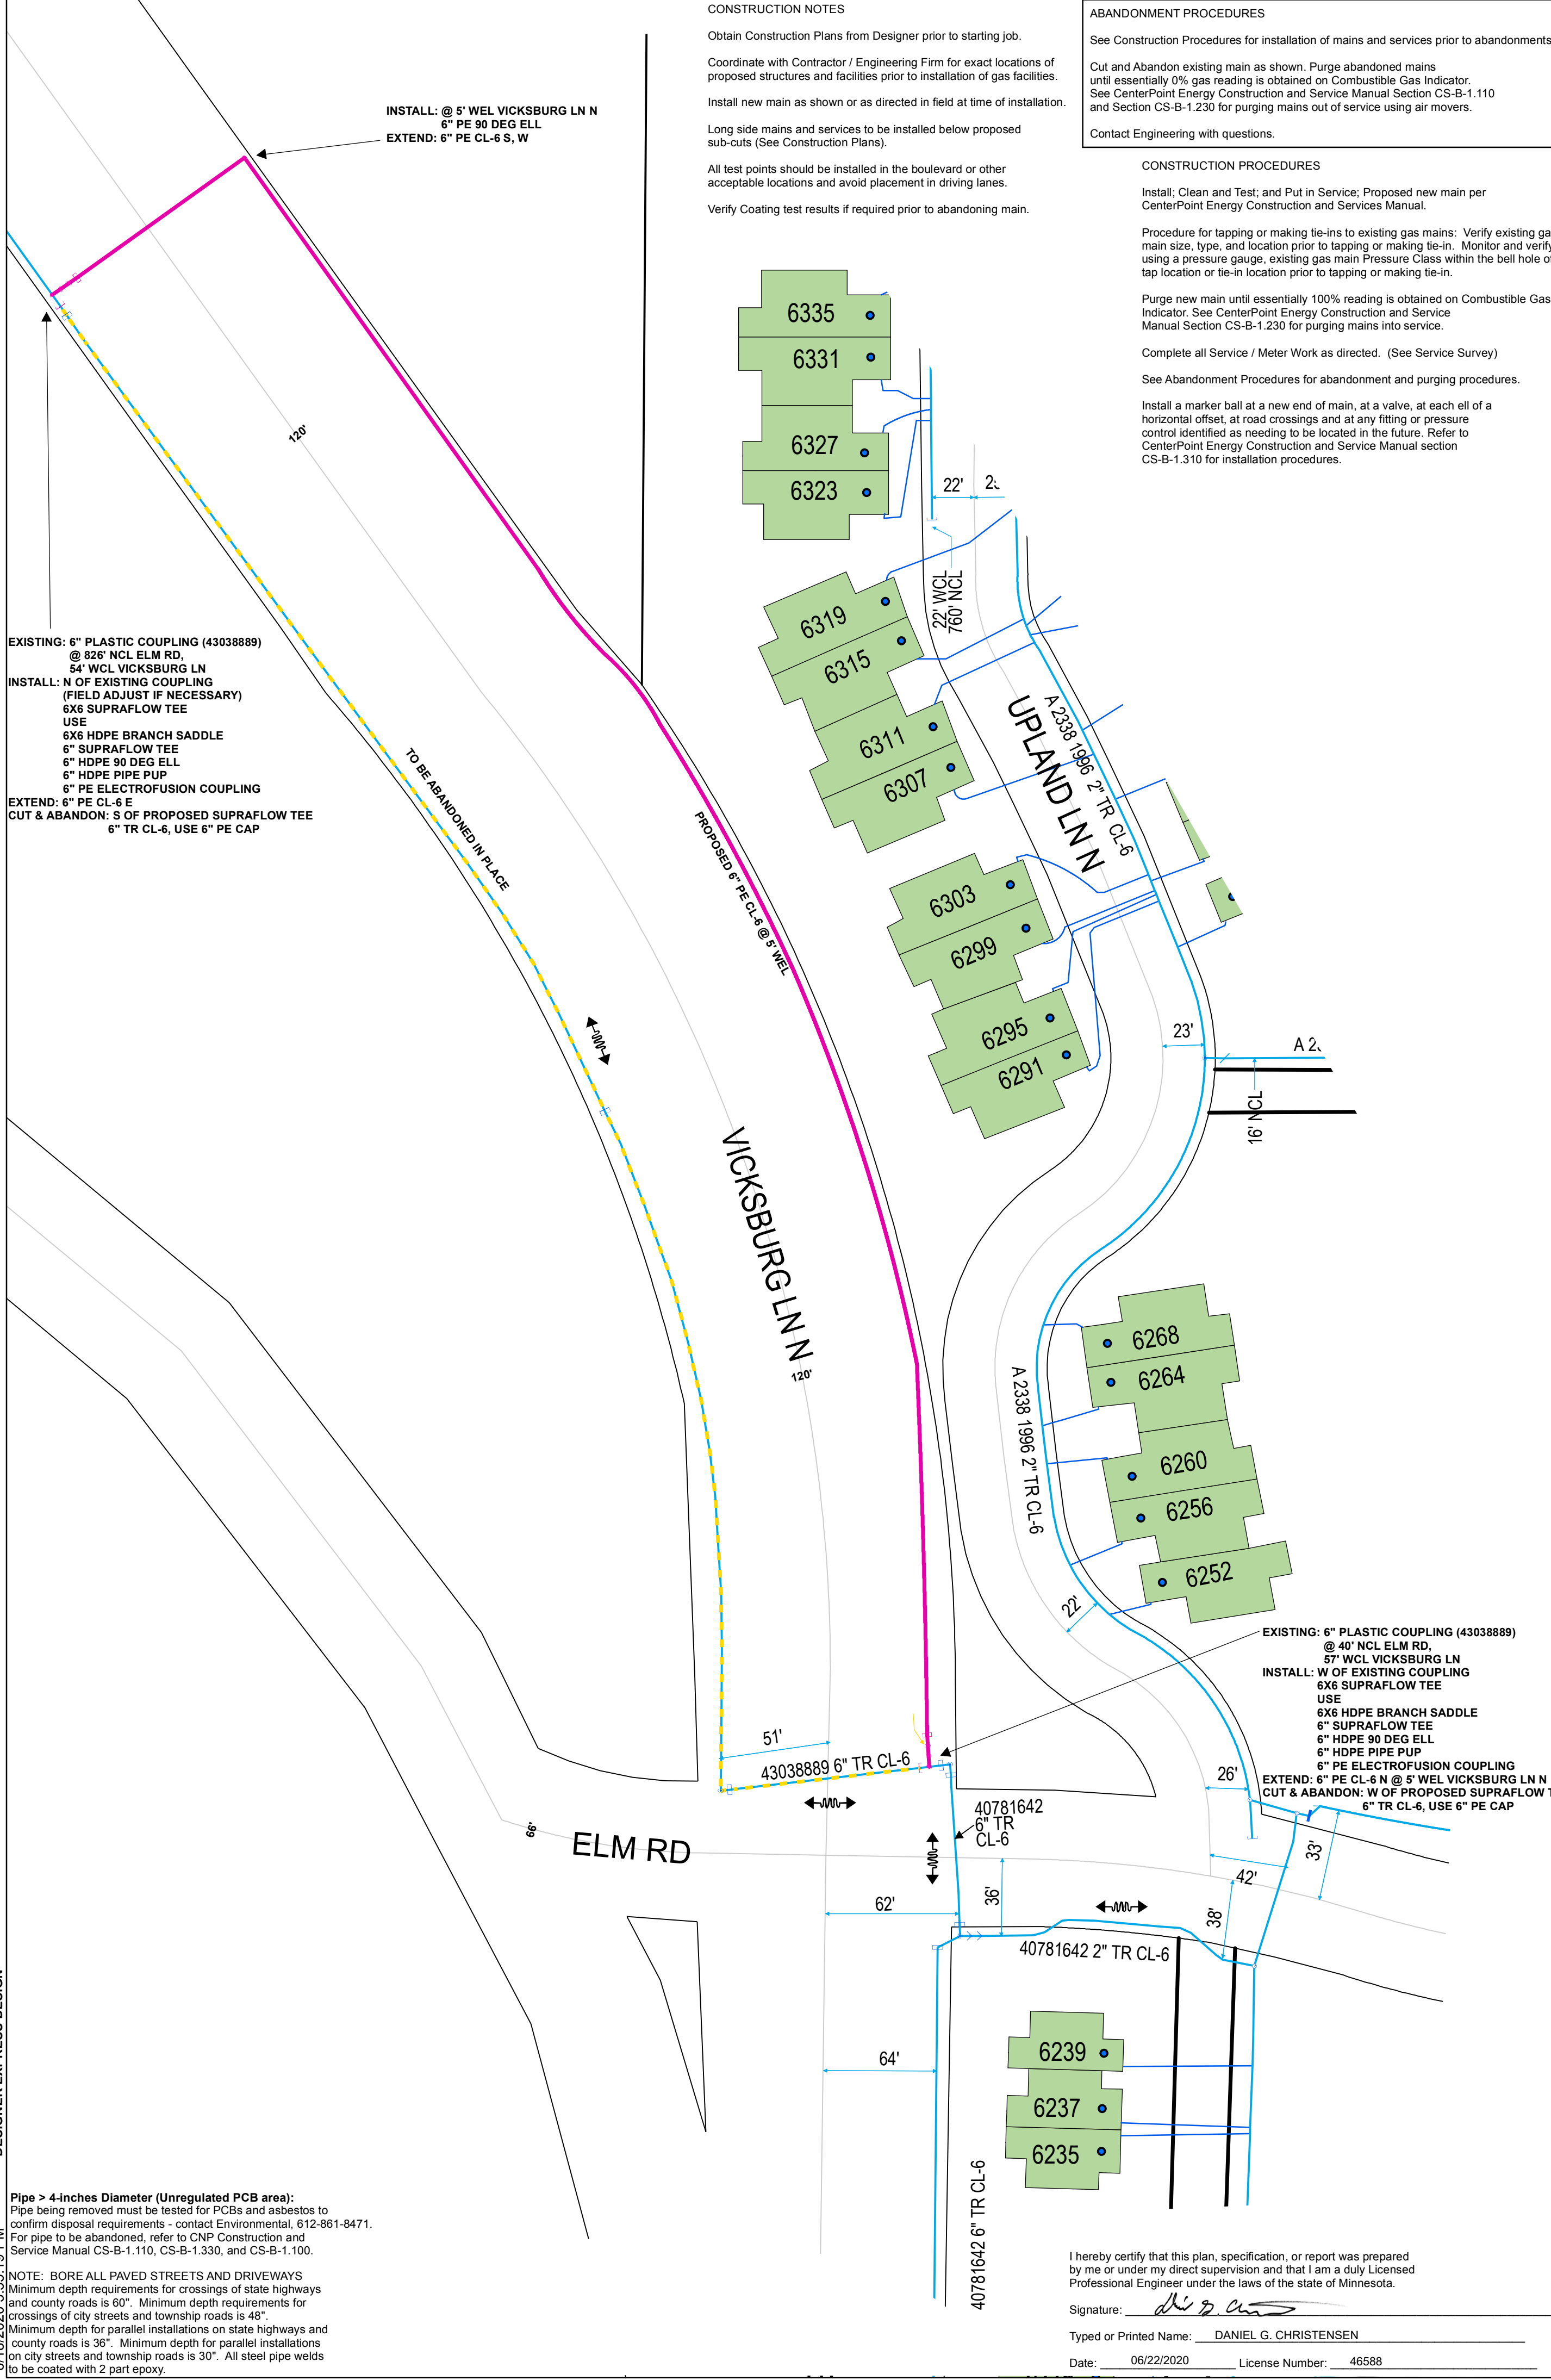 CONSTRUCTION NOTES
Obtain Construction Plans from Designer prior to starting job.
Coordinate with Contractor / Engineering Firm for exact locations of
proposed structures and facilities prior to installation of gas facilities.
Install new main as shown or as directed in field at time of installation.
Long side mains and services to be installed below proposed
sub-cuts (See Construction Plans).
All test points should be installed in the boulevard or other
acceptable locations and avoid placement in driving lanes.
Verify Coating test results if required prior to abandoning main.
ABANDONMENT PROCEDURES
See Construction Procedures for installation of mains and services prior to abandonments
Cut and Abandon existing main as shown. Purge abandoned mains
until essentially 0% gas reading is obtained on Combustible Gas Indicator.
See CenterPoint Energy Construction and Service Manual Section CS-B-1.110
and Section CS-B-1.230 for purging mains out of service using air movers.
Contact Engineering with questions.
CONSTRUCTION PROCEDURES
Install; Clean and Test; and Put in Service; Proposed new main per
CenterPoint Energy Construction and Services Manual.
Procedure for tapping or making tie-ins to existing gas mains: Verify existing ga
main size, type, and location prior to tapping or making tie-in. Monitor and verify
using a pressure gauge, existing gas main Pressure Class within the bell hole o
tap location or tie-in location prior to tapping or making tie-in.
Purge new main until essentially 100% reading is obtained on Combustible Gas
Indicator. See CenterPoint Energy Construction and Service
Manual Section CS-B-1.230 for purging mains into service.
Complete all Service / Meter Work as directed. (See Service Survey)
See Abandonment Procedures for abandonment and purging procedures.
Install a marker ball at a new end of main, at a valve, at each ell of a
horizontal offset, at road crossings and at any fitting or pressure
control identified as needing to be located in the future. Refer to
CenterPoint Energy Construction and Service Manual section
CS-B-1.310 for installation procedures.
INSTALL: @ 5' WEL VICKSBURG LN N
6" PE 90 DEG ELL
EXTEND: 6" PE CL-6 S, W
120'
6335
6331
6327
6323
22'
22' WCL
760' NCL
6319
6315
6311
6307
EXISTING: 6" PLASTIC COUPLING (43038889)
@ 826' NCL ELM RD,
54' WCL VICKSBURG LN
INSTALL: N OF EXISTING COUPLING
(FIELD ADJUST IF NECESSARY)
6X6 SUPRAFLOW TEE
USE
6X6 HDPE BRANCH SADDLE
6" SUPRAFLOW TEE
6" HDPE 90 DEG ELL
6" HDPE PIPE PUP
6" PE ELECTROFUSION COUPLING
EXTEND: 6" PE CL-6 E
CUT & ABANDON: S OF PROPOSED SUPRAFLOW TEE
6" TR CL-6, USE 6" PE CAP
TO BE ABANDONED IN PLACE
PROPOSED 6" PE CL-6 @ 5' WEL
UPLAND LN N
A 2338 1996 2" TR CL-6
6303
6299
6295
6291
23'
16' NCL
VICKSBURG LN N
120'
A 2338 1996 2" TR CL-6
6268
6264
6260
6256
6252
22'
EXISTING: 6" PLASTIC COUPLING (43038889)
@ 40' NCL ELM RD,
57' WCL VICKSBURG LN
INSTALL: W OF EXISTING COUPLING
6X6 SUPRAFLOW TEE
USE
6X6 HDPE BRANCH SADDLE
6" SUPRAFLOW TEE
6" HDPE 90 DEG ELL
6" HDPE PIPE PUP
6" PE ELECTROFUSION COUPLING
EXTEND: 6" PE CL-6 N @ 5' WEL VICKSBURG LN N
CUT & ABANDON: W OF PROPOSED SUPRAFLOW
6" TR CL-6, USE 6" PE CAP
51'
43038889 6" TR CL-6
26'
40781642
6" TR
CL-6
66'
ELM RD
62'
36'
42'
33'
38'
40781642 2" TR CL-6
64'
6239
6237
6235
40781642 6" TR CL-6
Pipe > 4-inches Diameter (Unregulated PCB area):
Pipe being removed must be tested for PCBs and asbestos to
confirm disposal requirements - contact Environmental, 612-861-8471.
For pipe to be abandoned, refer to CNP Construction and
Service Manual CS-B-1.110, CS-B-1.330, and CS-B-1.100.
NOTE: BORE ALL PAVED STREETS AND DRIVEWAYS
Minimum depth requirements for crossings of state highways
and county roads is 60". Minimum depth requirements for
crossings of city streets and township roads is 48".
Minimum depth for parallel installations on state highways and
county roads is 36". Minimum depth for parallel installations
on city streets and township roads is 30". All steel pipe welds
to be coated with 2 part epoxy.
I hereby certify that this plan, specification, or report was prepared
by me or under my direct supervision and that I am a duly Licensed
Professional Engineer under the laws of the state of Minnesota.
Signature:
Typed or Printed Name: DANIEL G. CHRISTENSEN
Date: 06/22/2020 License Number: 46588